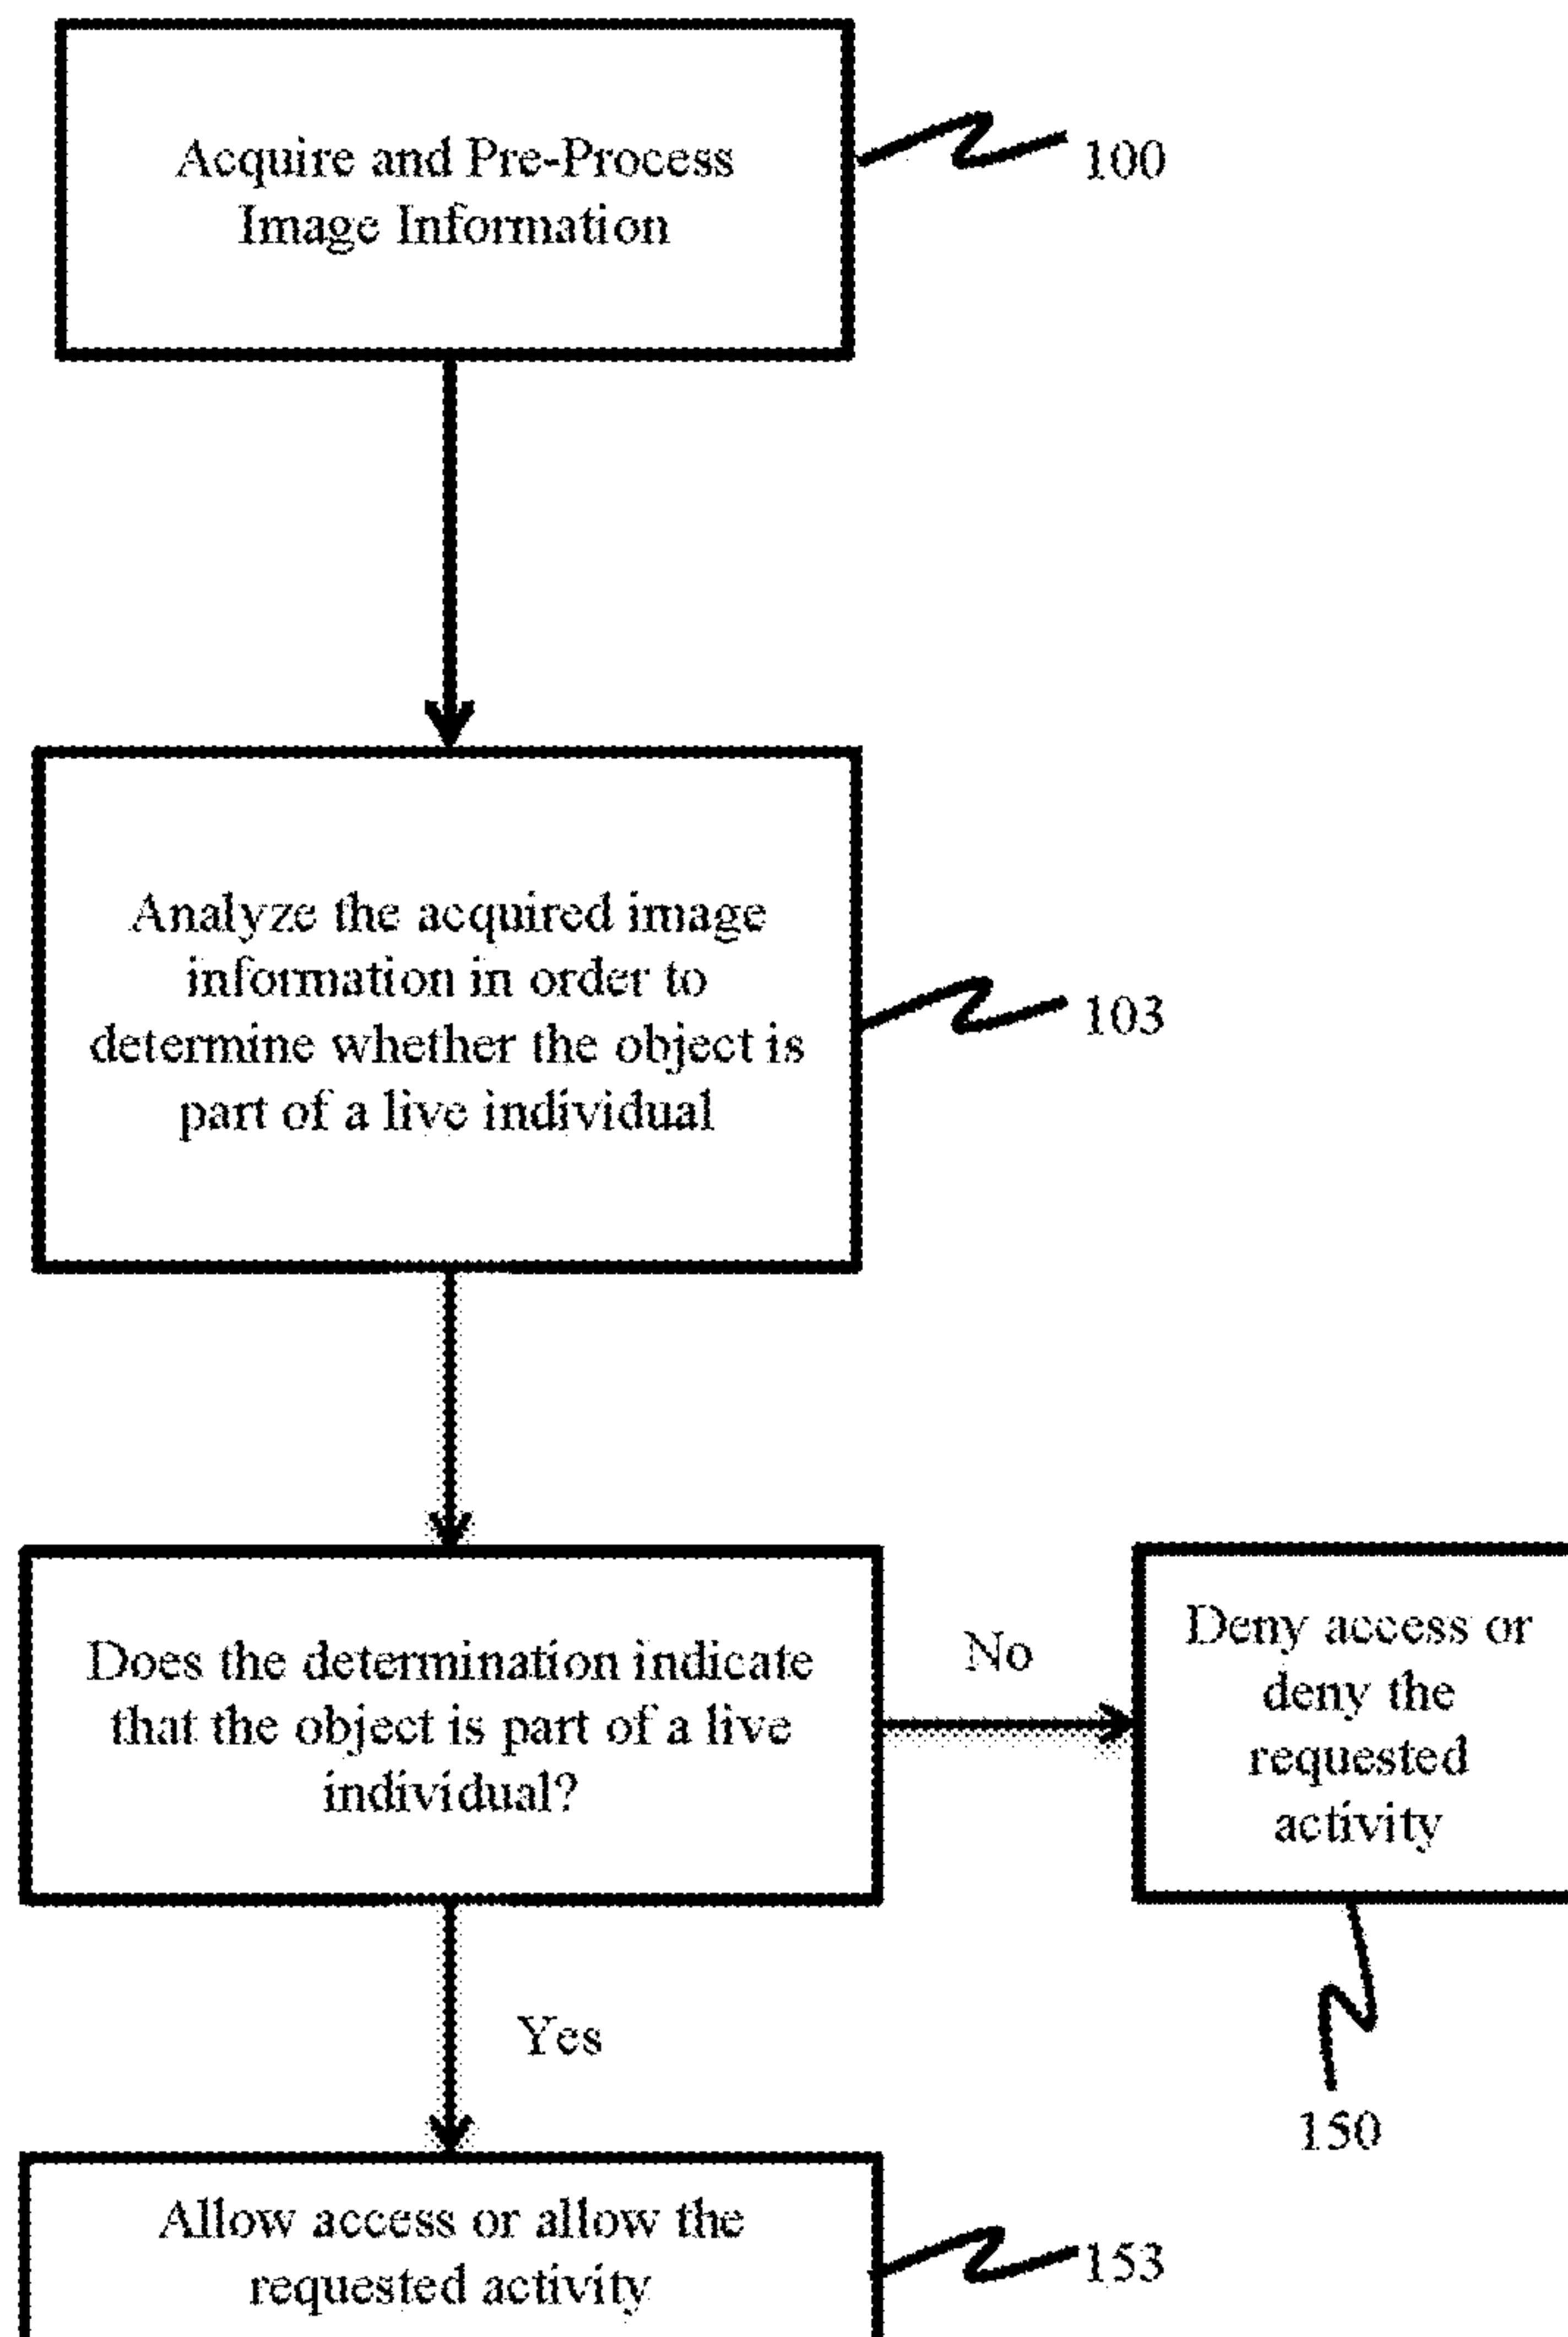 Acquire and Pre-Process
Image Information
100
Analyze the acquired image
information in order to
determine whether the object is
part of a live individual
103
Does the determination indicate
that the object is part of a live
individual?
No
Deny access or
deny the
requested
activity
150
Yes
Allow access or allow the
requested activity
153